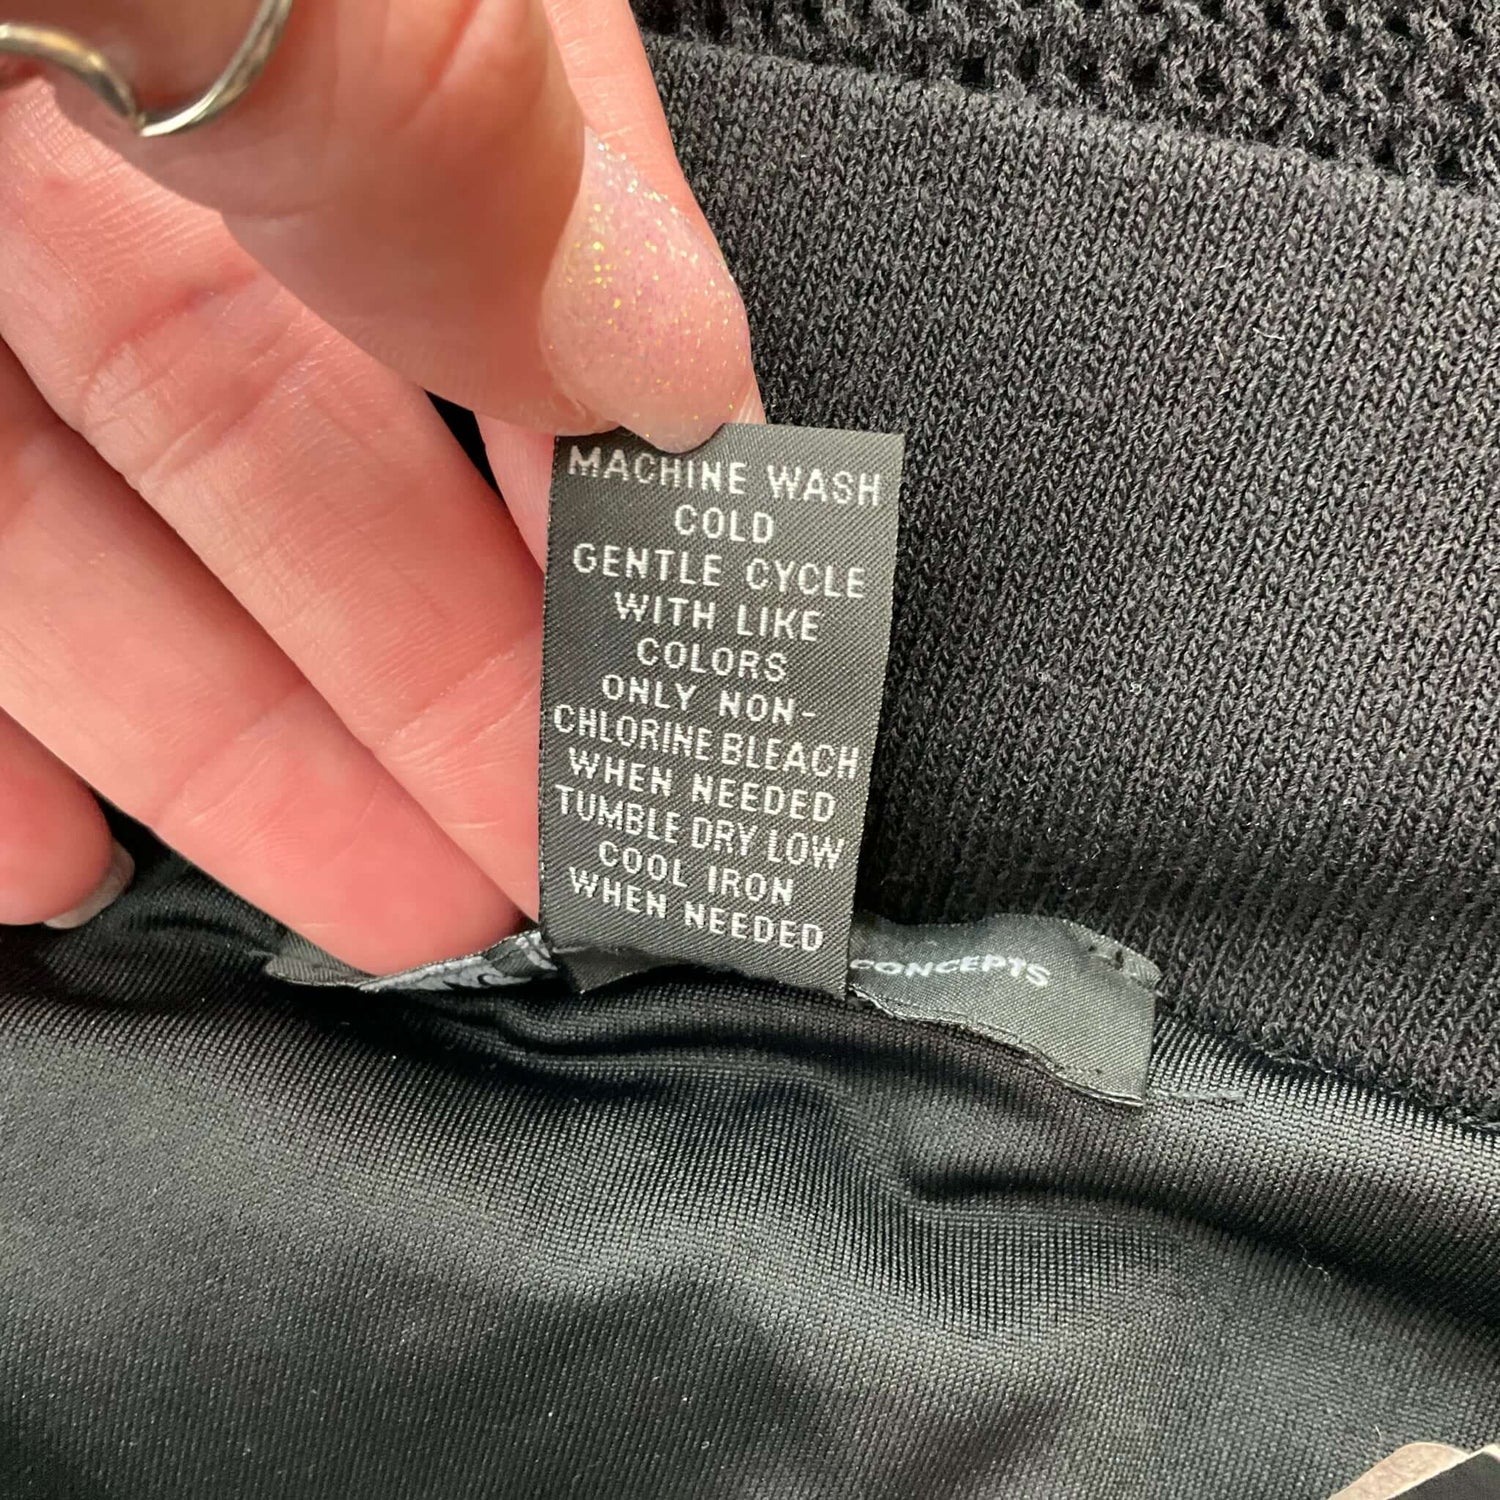 MACHINE WASH
COLD
GENTLE CYCLE
WITH LIKE
COLORS
ONLY NON-
CHLORINE BLEACH
WHEN NEEDED
TUMBLE DRY LOW
COOL IRON
WHEN NEEDED
CONCEPTS